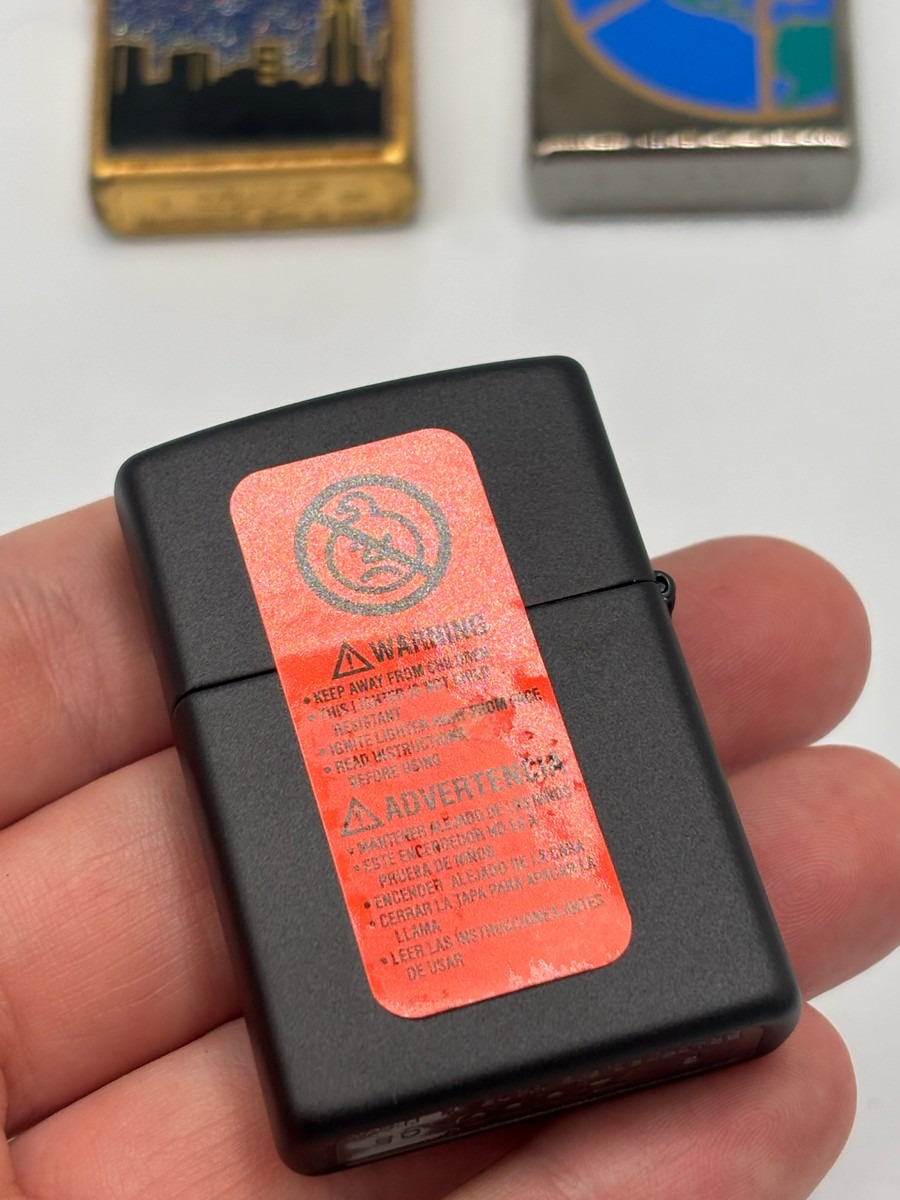 WARNING
• KEEP AWAY FROM CHILDREN
• THIS LIGHTER IS NOT CHILD
RESISTANT
• IGNITE LIGHTER AWAY FROM FACE
• READ INSTRUCTIONS
BEFORE USING
ADVERTENCIA
• MANTENER ALEJADO DE LOS NIÑOS
• ESTE ENCENDEDOR NO ES A
PRUEBA DE NIÑOS
• ENCENDER ALEJADO DE LA CARA
• CERRAR LA TAPA PARA APAGAR LA
LLAMA
• LEER LAS INSTRUCCIONES ANTES
DE USAR